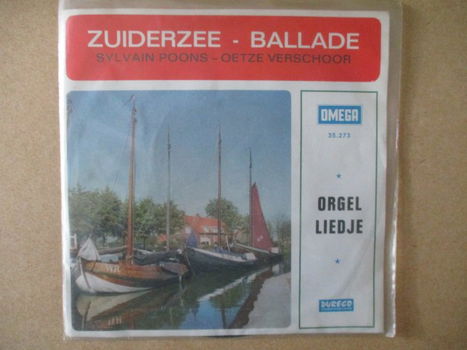 ZUIDERZEE - BALLADE
SYLVAIN POONS - OETZE VERSCHOOR
OMEGA
35.273
ORGEL
LIEDJE
DURECO